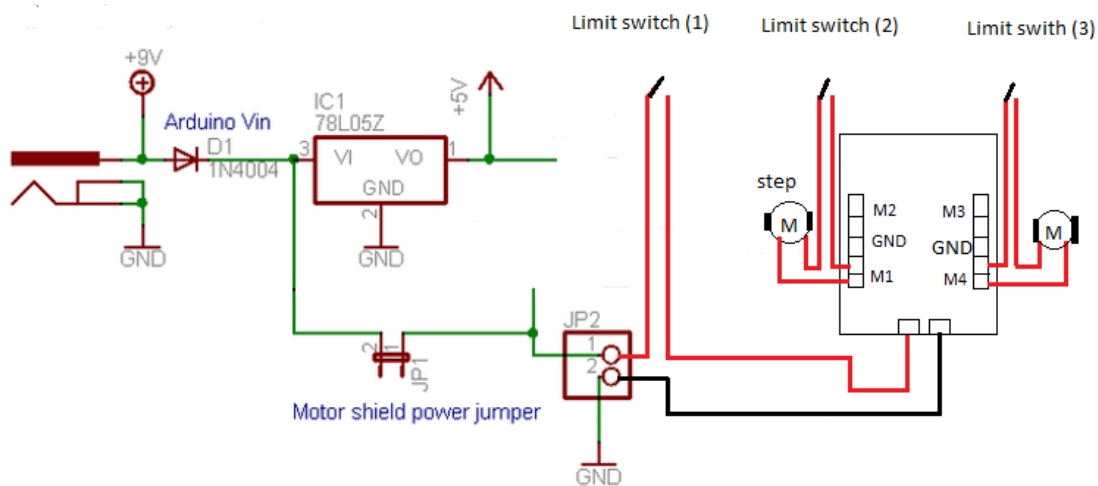 Limit switch (1)
Limit switch (2)
Limit swith (3)
+9V
Arduino Vin
D1
1N4004
IC1
78L05Z
3
VI
VO
1
GND
2
+5V
GND
GND
step
M
M2
GND
M1
M3
GND
M4
M
2
1
JP1
Motor shield power jumper
JP2
1
2
GND